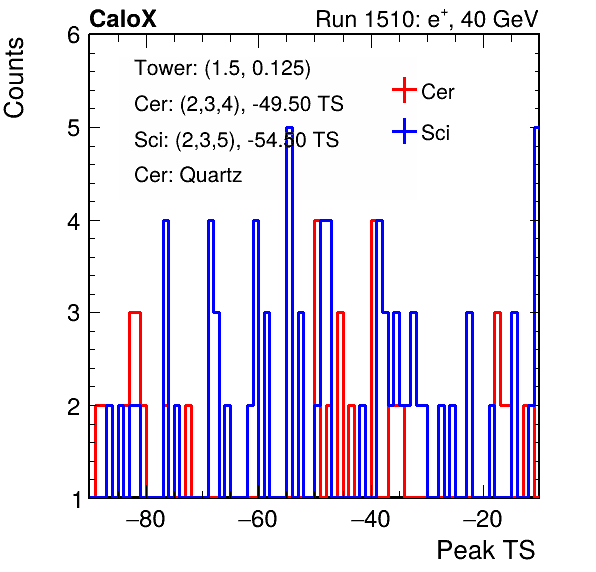 CaloX Run 1510: e⁺, 40 GeV
Counts
6
5
4
3
2
1
Tower: (1.5, 0.125)
Cer: (2,3,4), -49.50 TS
Sci: (2,3,5), -54.50 TS
Cer: Quartz
Cer
Sci
−80 −60 −40 −20
Peak TS